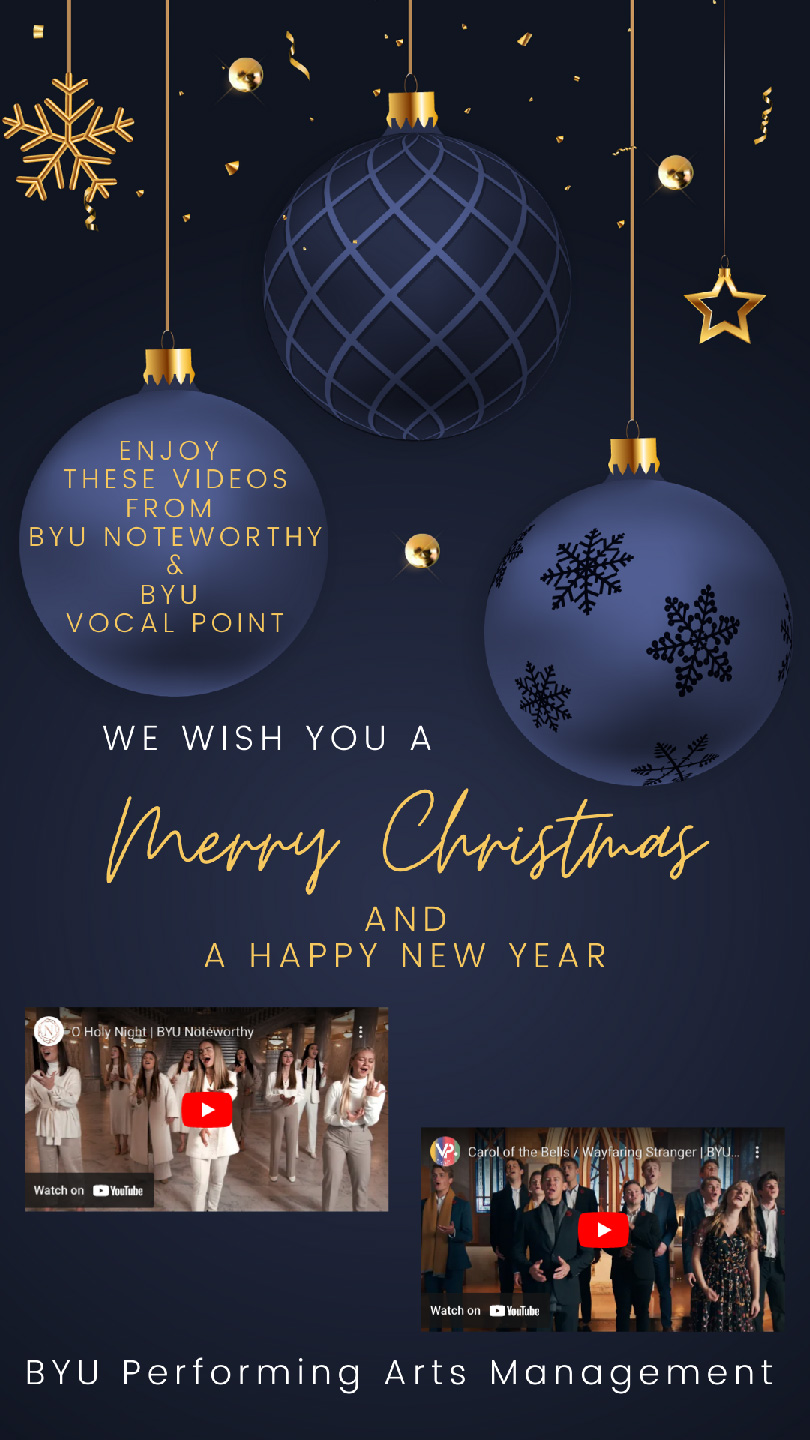 ENJOY
THESE VIDEOS
FROM
BYU NOTEWORTHY
&
BYU
VOCAL POINT
WE WISH YOU A
Merry Christmas
AND
A HAPPY NEW YEAR
N
O Holy Night | BYU Noteworthy
Watch on YouTube
VP
Carol of the Bells / Wayfaring Stranger | BYU...
Watch on YouTube
BYU Performing Arts Management